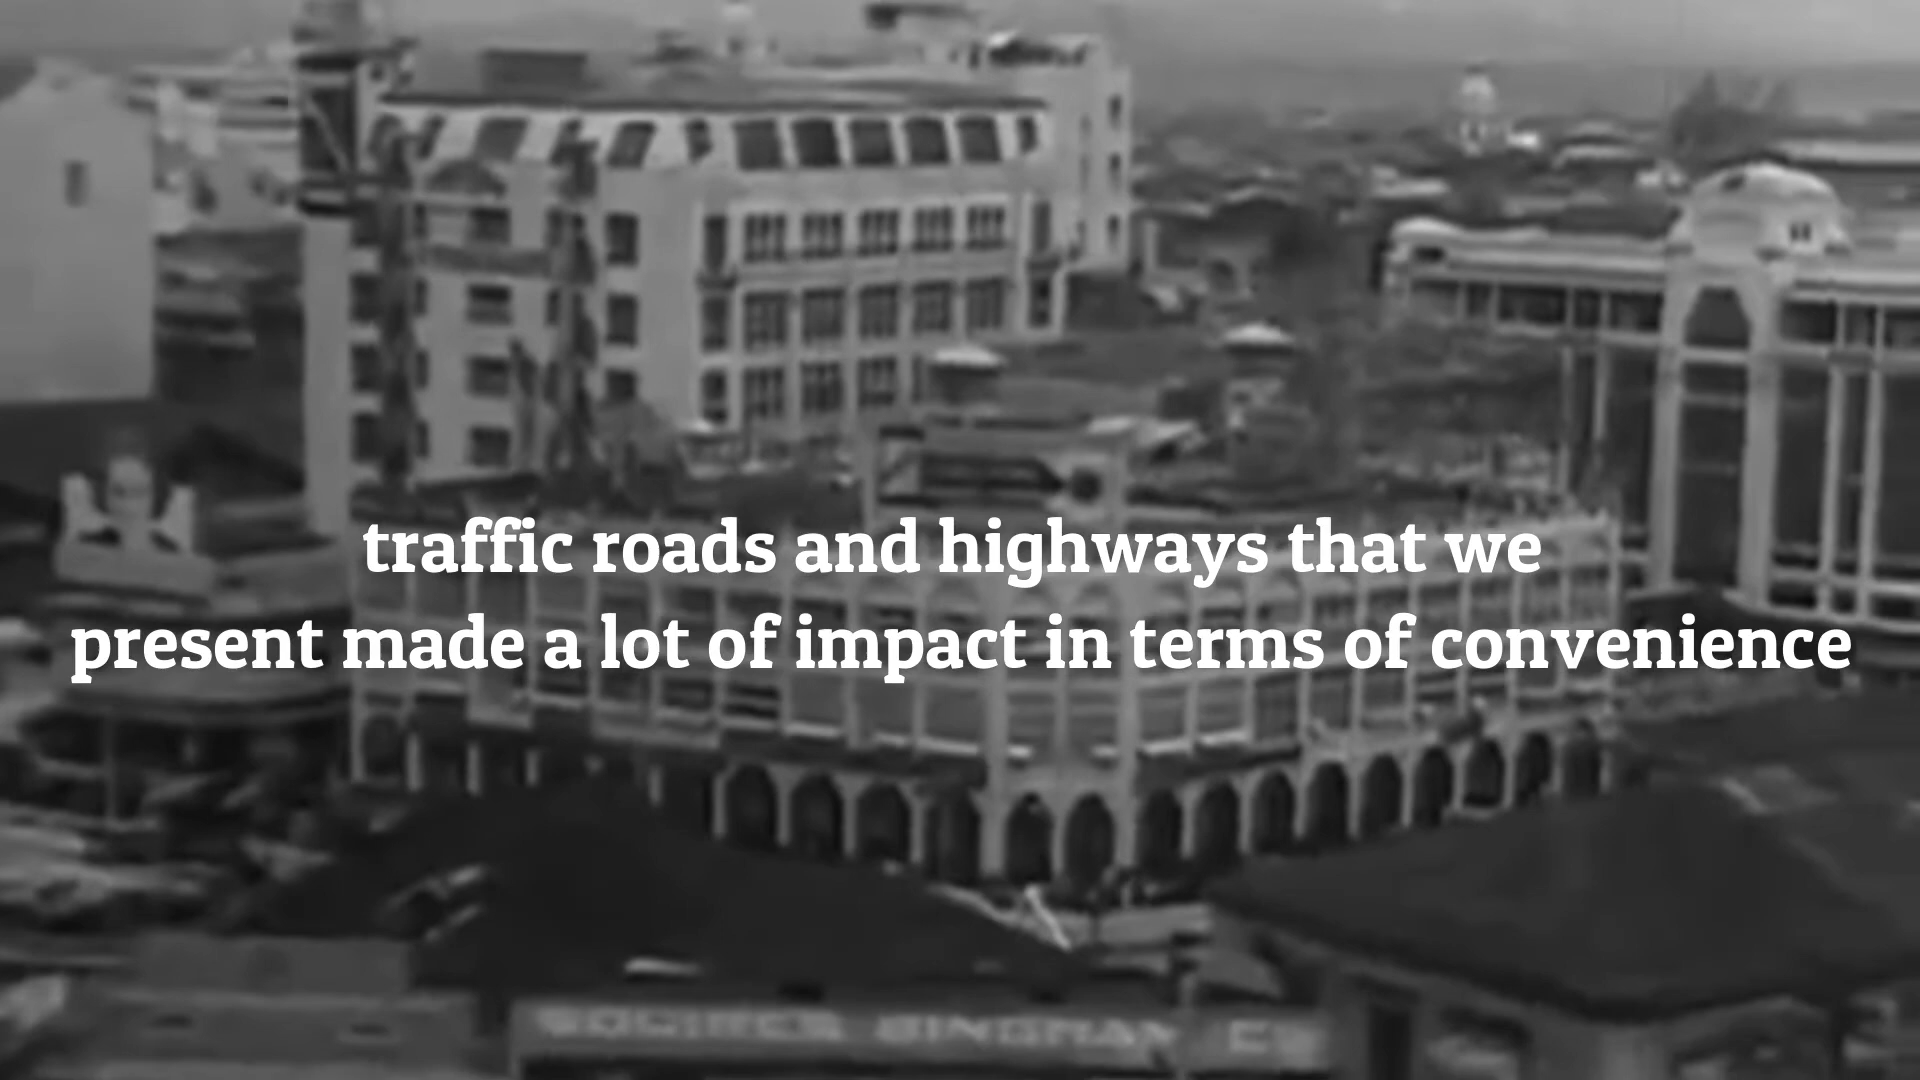 traffic roads and highways that we
present made a lot of impact in terms of convenience